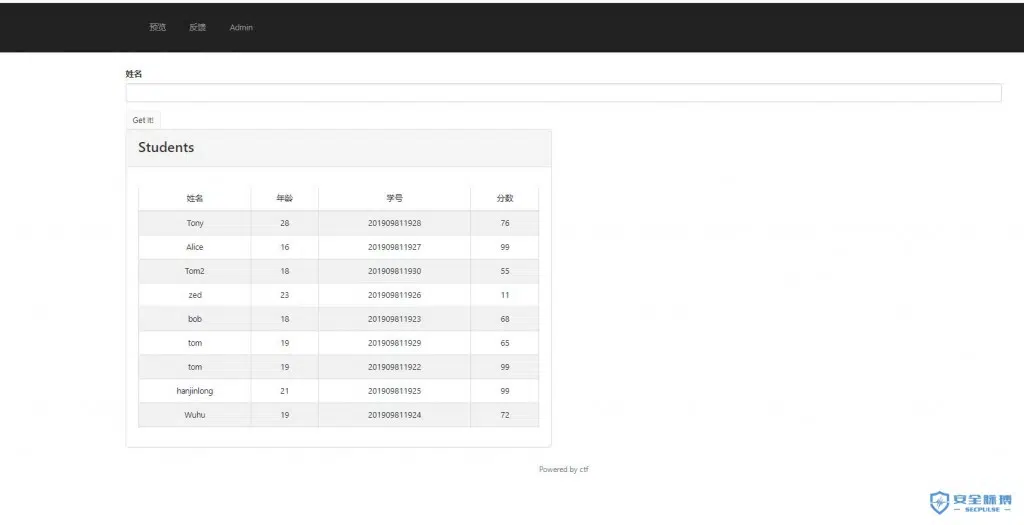 预览 反馈 Admin
姓名
Get It!
Students
姓名 年龄 学号 分数
Tony 28 201909811928 76
Alice 16 201909811927 99
Tom2 18 201909811930 55
zed 23 201909811926 11
bob 18 201909811923 68
tom 19 201909811929 65
tom 19 201909811922 99
hanjinlong 21 201909811925 99
Wuhu 19 201909811924 72
Powered by ctf
安全脉搏
SECPULSE